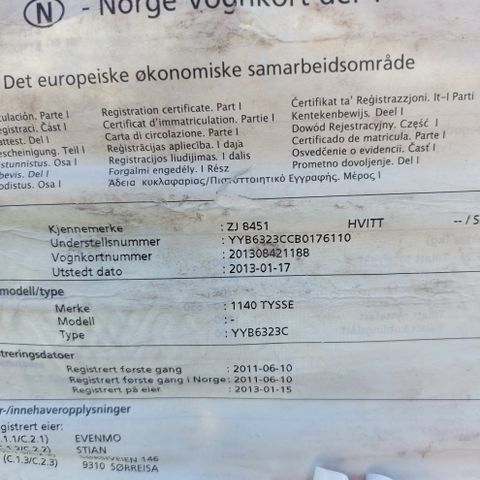 N - Norge Vognkort del I
Det europeiske økonomiske samarbeidsområde
culación. Parte I
Registration certificate. Part I
Ċertifikat ta' Reġistrazzjoni. It-I Parti
egistraci. Část I
Certificat d'immatriculation. Partie I
Kentekenbewijs. Deel I
attest. Del I
Carta di circolazione. Parte I
Dowód Rejestracyjny. Część I
escheinigung. Teil I
Reģistrācijas apliecība. I daļa
Certificado de matrícula. Parte I
stunnistus. Osa I
Registracijos liudijimas. I dalis
Osvedčenie o evidencii. Časť I
bevis. Del I
Forgalmi engedély. I Rész
Prometno dovoljenje. Del I
odistus. Osa I
Άδεια κυκλοφορίας/Πιστοποιητικό Εγγραφής. Μέρος I
Kjennemerke : ZJ 8451 HVITT -- / S
Understellsnummer : YYB6323CCB0176110
Vognkortnummer : 201308421188
Utstedt dato : 2013-01-17
modell/type
Merke : 1140 TYSSE
Modell : -
Type : YYB6323C
treringsdatoer
Registrert første gang : 2011-06-10
Registrert første gang i Norge : 2011-06-10
Registrert på eier : 2013-01-15
r-/innehaveropplysninger
gistrert eier:
.1.1/C.2.1) EVENMO
STIAN
146
(C.1.3/C.2.3) 9310 SØRREISA